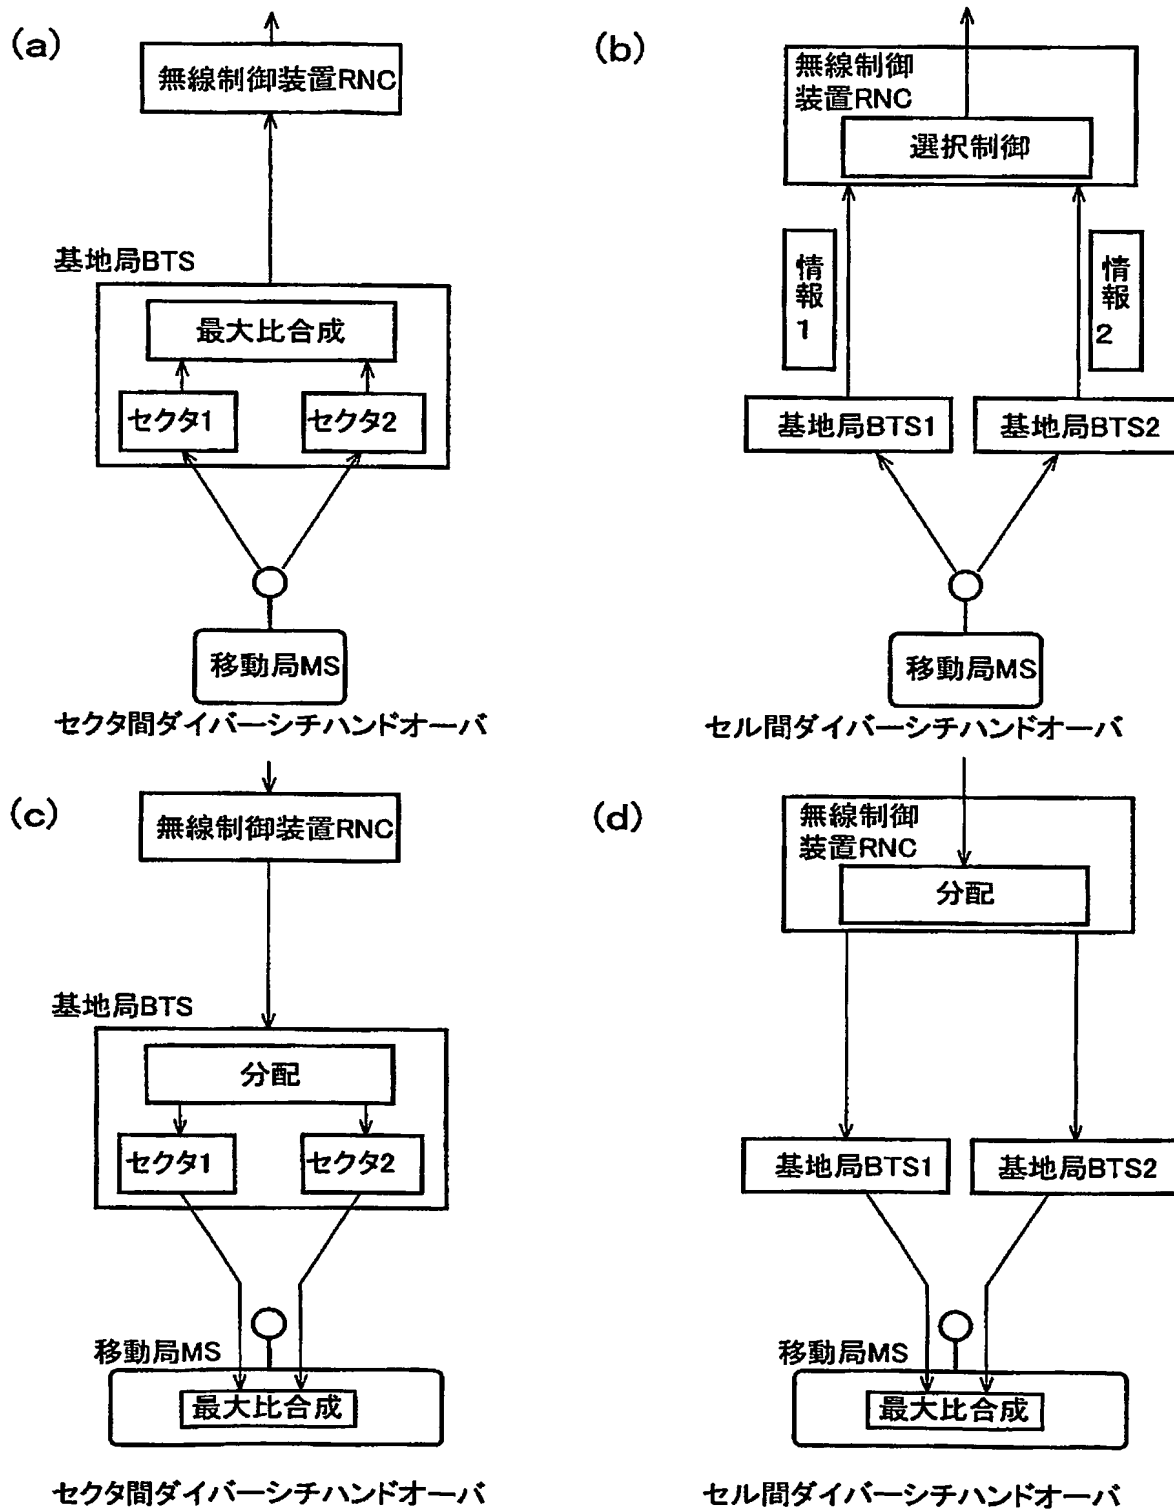 (a)
無線制御装置RNC
基地局BTS
最大比合成
セクタ1
セクタ2
移動局MS
セクタ間ダイバーシチハンドオーバ
(b)
無線制御
装置RNC
選択制御
情報1
情報2
基地局BTS1
基地局BTS2
移動局MS
セル間ダイバーシチハンドオーバ
(c)
無線制御装置RNC
基地局BTS
分配
セクタ1
セクタ2
移動局MS
最大比合成
セクタ間ダイバーシチハンドオーバ
(d)
無線制御
装置RNC
分配
基地局BTS1
基地局BTS2
移動局MS
最大比合成
セル間ダイバーシチハンドオーバ